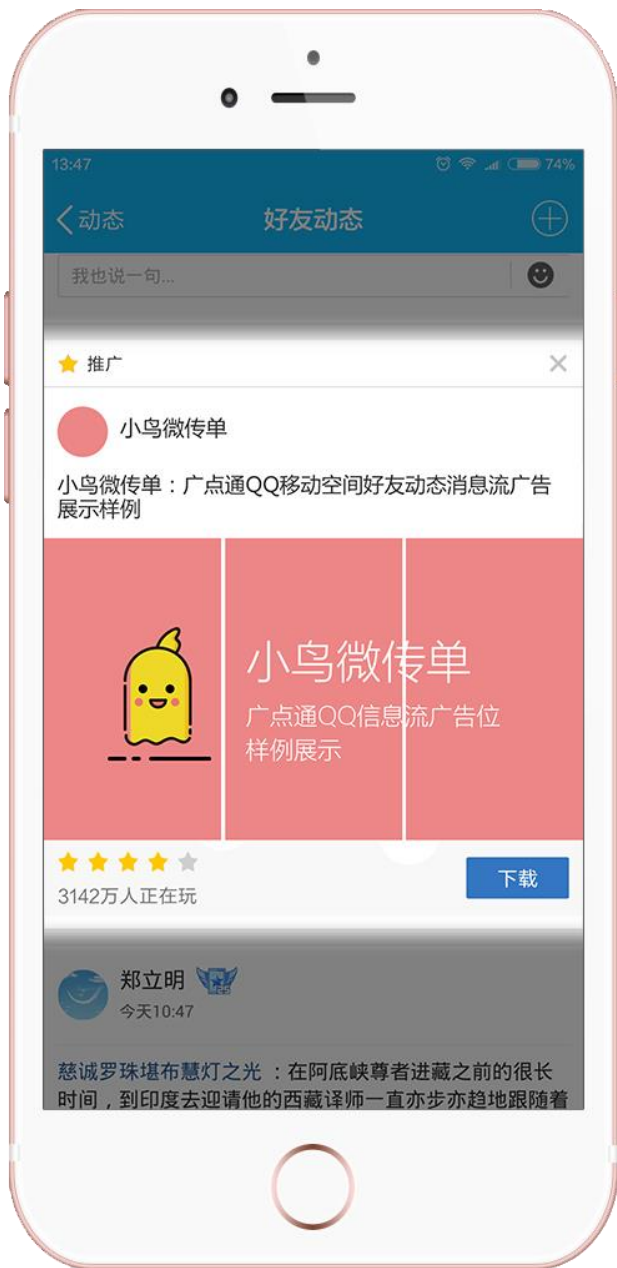 13:47
74%
动态
好友动态
我也说一句...
推广
小鸟微传单
小鸟微传单：广点通QQ移动空间好友动态消息流广告
展示样例
小鸟微传单
广点通QQ信息流广告位
样例展示
3142万人正在玩
下载
郑立明
今天10:47
慈诚罗珠堪布慧灯之光：在阿底峡尊者进藏之前的很长
时间，到印度去迎请他的西藏译师一直亦步亦趋地跟随着